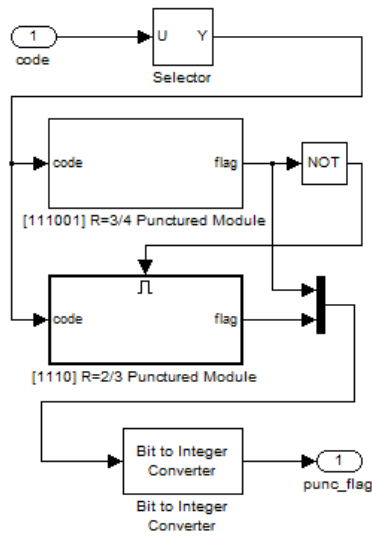 1
code
U Y
Selector
code flag
NOT
[111001] R=3/4 Punctured Module
code flag
[1110] R=2/3 Punctured Module
Bit to Integer
Converter
1
punc_flag
Bit to Integer
Converter